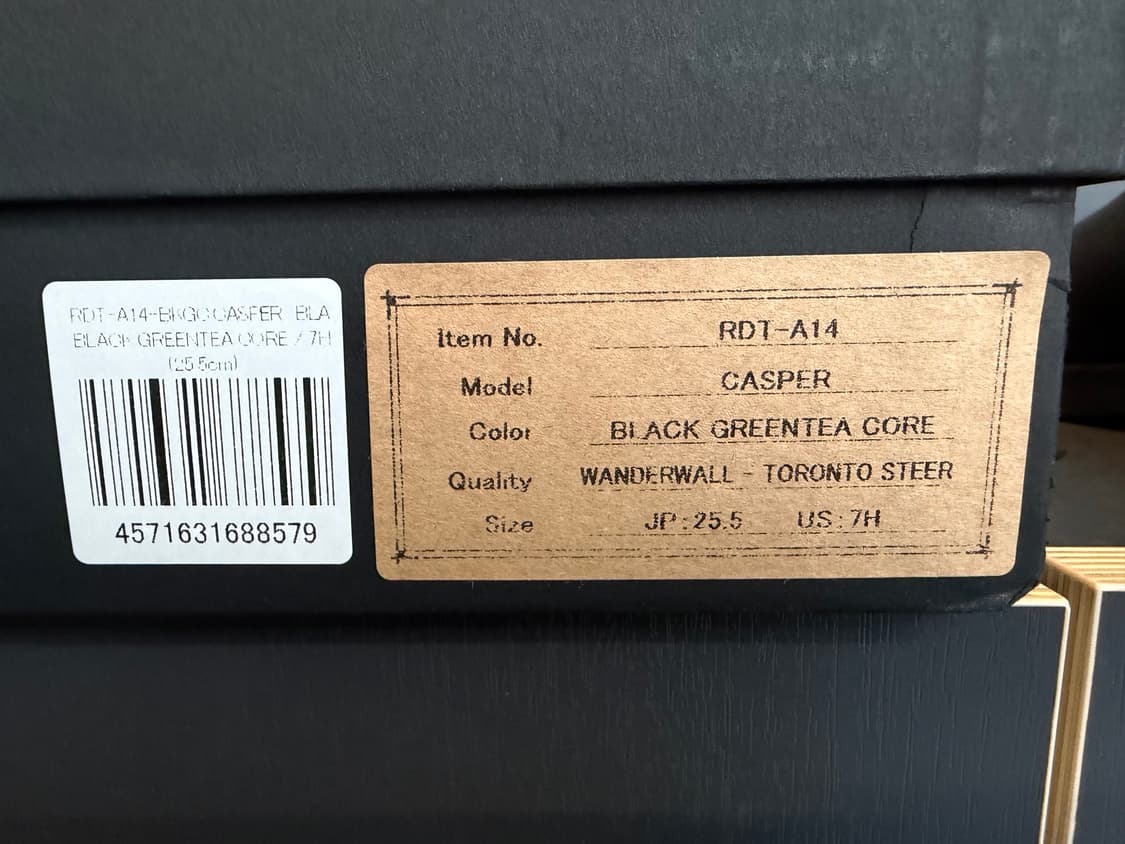 RDT-A14-BKGC CASPER BLA
BLACK GREENTEA CORE / 7H
(25.5cm)
4571631688579
Item No. RDT-A14
Model CASPER
Color BLACK GREENTEA CORE
Quality WANDERWALL - TORONTO STEER
Size JP:25.5 US:7H